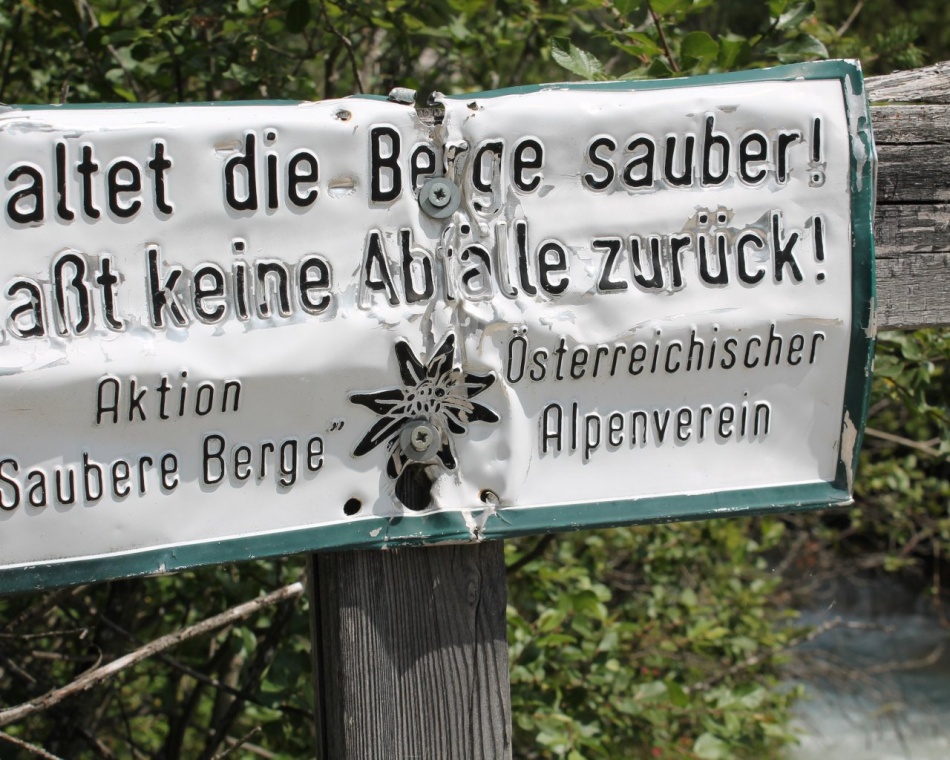 altet die Berge sauber!
aßt keine Abfälle zurück!
Aktion
Saubere Berge"
Österreichischer
Alpenverein